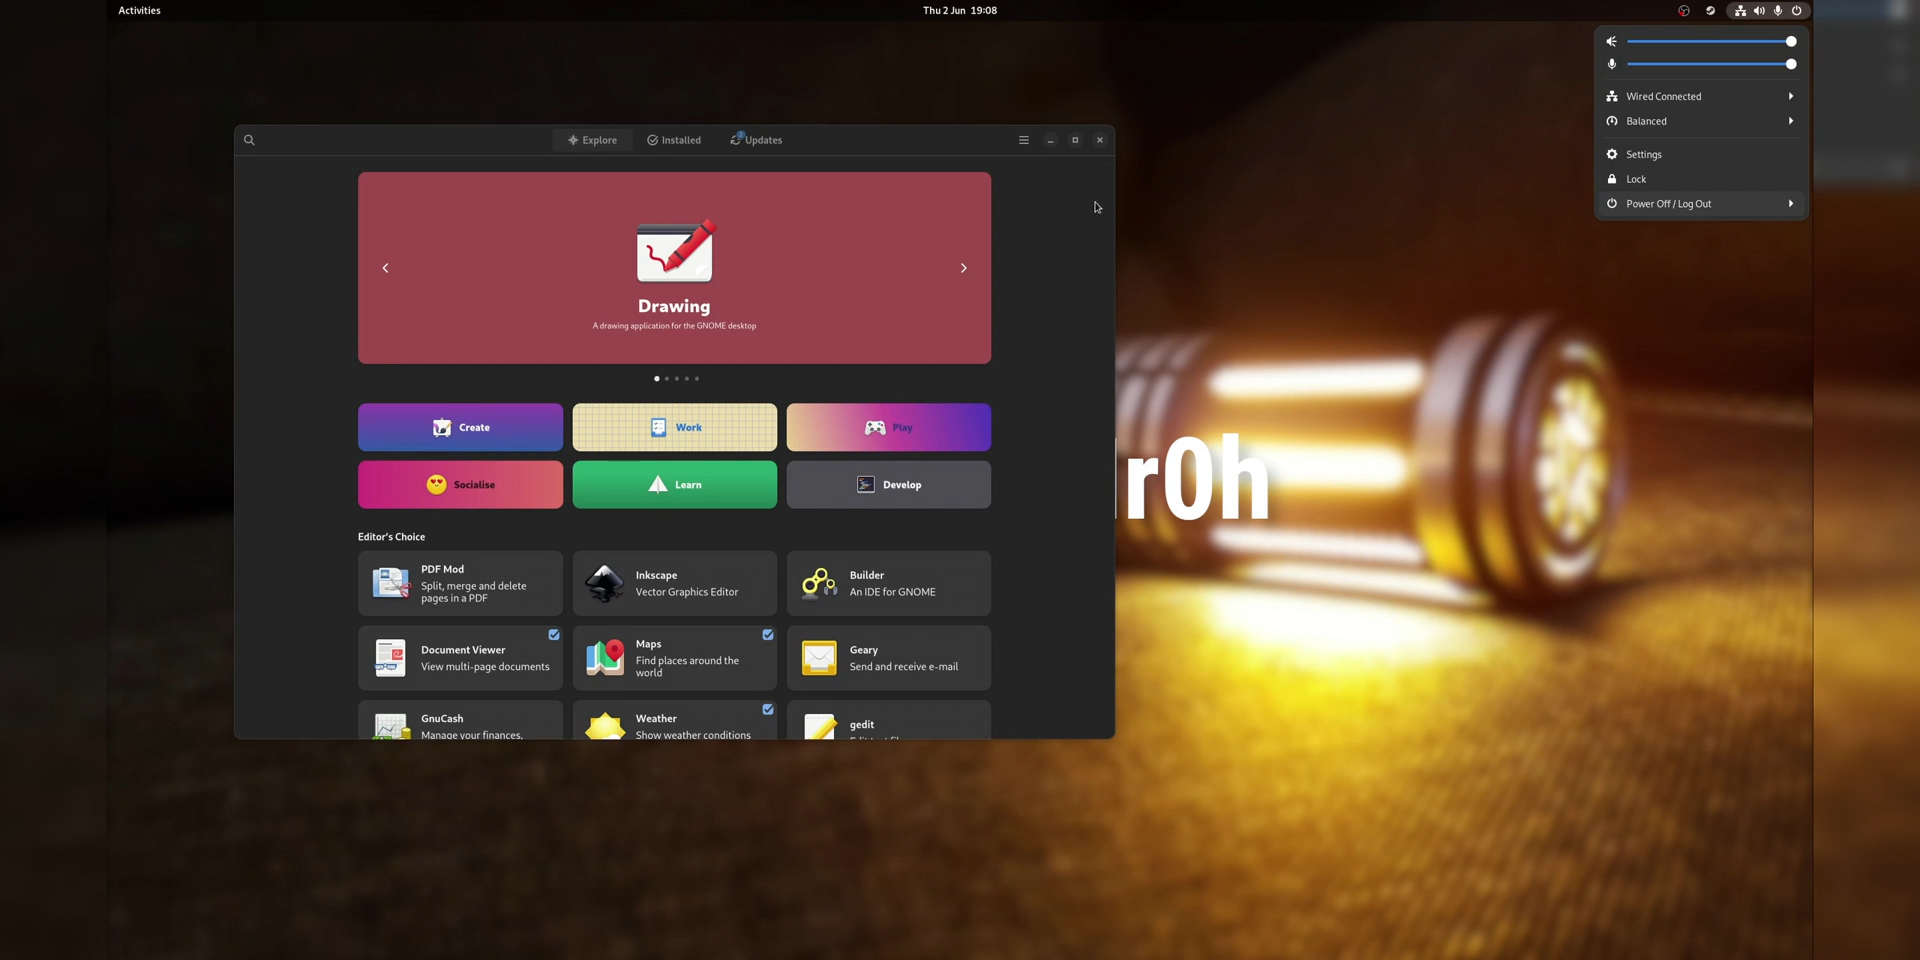 Activities
Thu 2 Jun 19:08
Wired Connected
Balanced
Settings
Lock
Power Off / Log Out
Explore
Installed
Updates
Drawing
A drawing application for the GNOME desktop
Create
Work
Play
Socialise
Learn
Develop
r0h
Editor's Choice
PDF Mod
Split, merge and delete
pages in a PDF
Inkscape
Vector Graphics Editor
Builder
An IDE for GNOME
Document Viewer
View multi-page documents
Maps
Find places around the
world
Geary
Send and receive e-mail
GnuCash
Manage your finances,
Weather
Show weather conditions
gedit